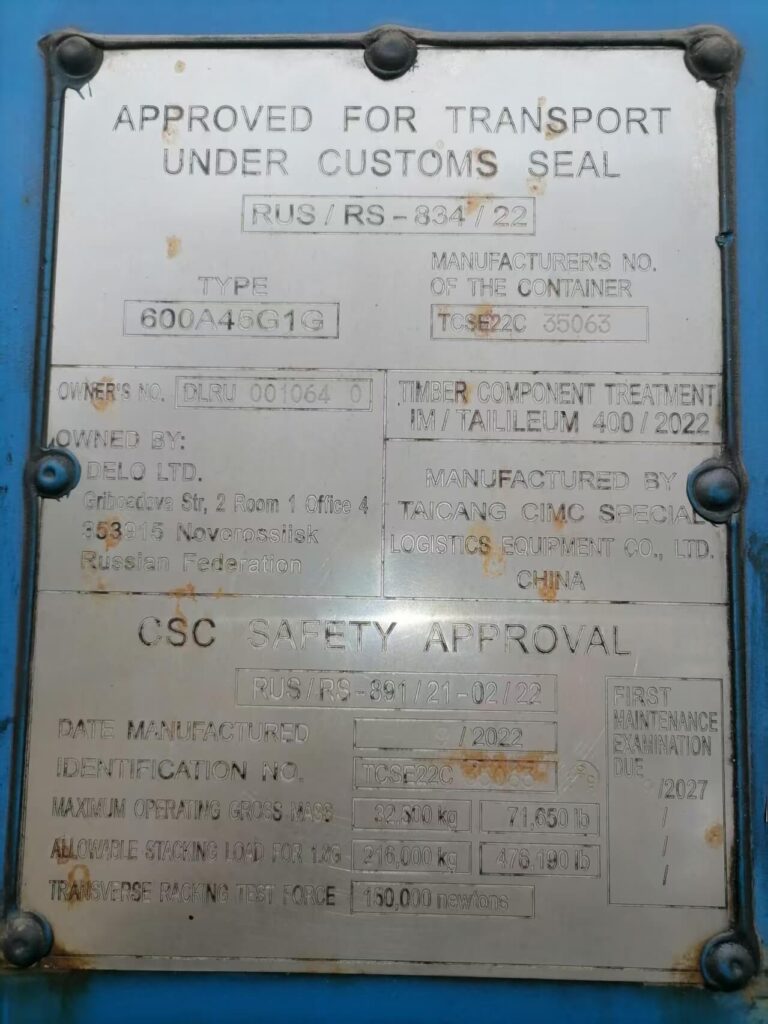 APPROVED FOR TRANSPORT
UNDER CUSTOMS SEAL
RUS / RS - 834 / 22
TYPE
600A45G1G
MANUFACTURER'S NO.
OF THE CONTAINER
TCSE22C 35063
OWNER'S NO. DLRU 001064 0
TIMBER COMPONENT TREATMENT
IM / TAILILEUM 400 / 2022
OWNED BY:
DELO LTD.
Griboedova Str, 2 Room 1 Office 4
353915 Novorossiisk
Russian Federation
MANUFACTURED BY
TAICANG CIMC SPECIAL
LOGISTICS EQUIPMENT CO., LTD.
CHINA
CSC SAFETY APPROVAL
RUS / RS - 891 / 21 - 02 / 22
DATE MANUFACTURED / 2022
IDENTIFICATION NO. TCSE22C
MAXIMUM OPERATING GROSS MASS 32,500 kg 71,650 lb
ALLOWABLE STACKING LOAD FOR 1.8G 216,000 kg 476,190 lb
TRANSVERSE RACKING TEST FORCE 150,000 newtons
FIRST
MAINTENANCE
EXAMINATION
DUE
/2027
/
/
/